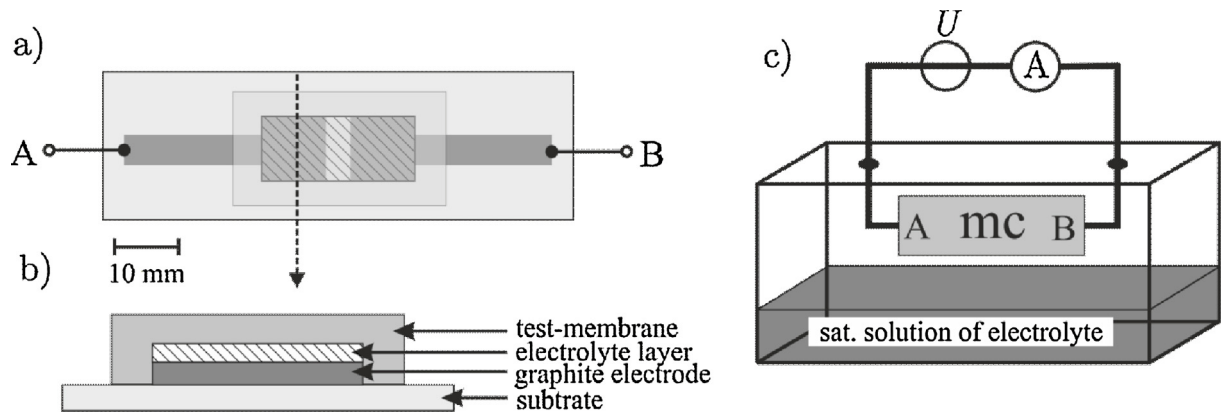 a)
A
B
10 mm
b)
test-membrane
electrolyte layer
graphite electrode
subtrate
c)
U
A
A mc B
sat. solution of electrolyte